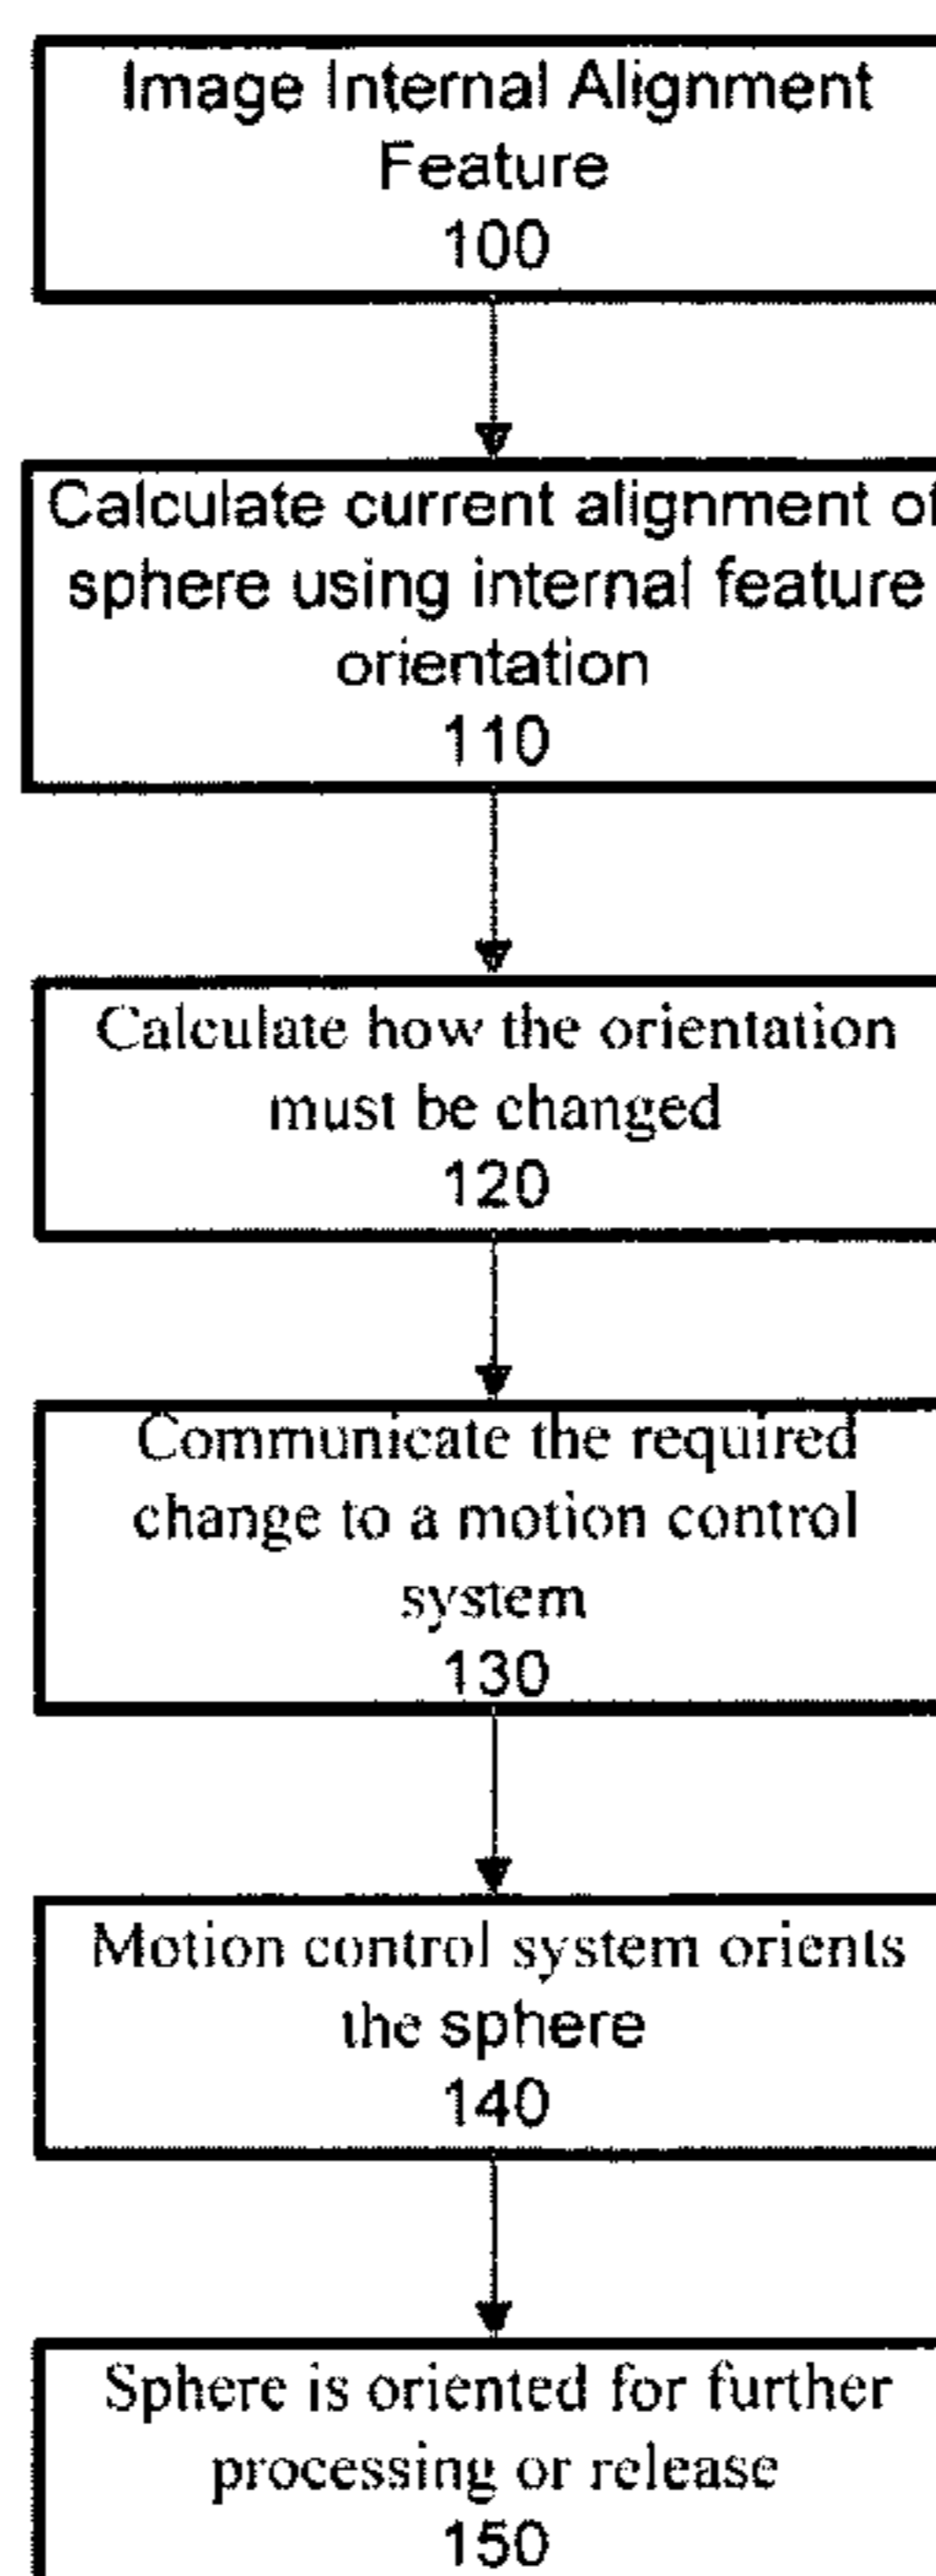 Image Internal Alignment
Feature
100
Calculate current alignment of
sphere using internal feature
orientation
110
Calculate how the orientation
must be changed
120
Communicate the required
change to a motion control
system
130
Motion control system orients
the sphere
140
Sphere is oriented for further
processing or release
150